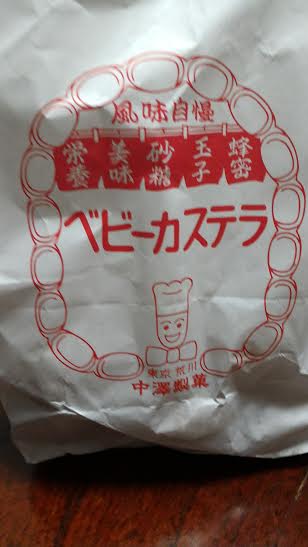 風味自慢
蜂蜜 玉子 砂糖 美味 栄養
ベビーカステラ
東京 荒川
中澤製菓